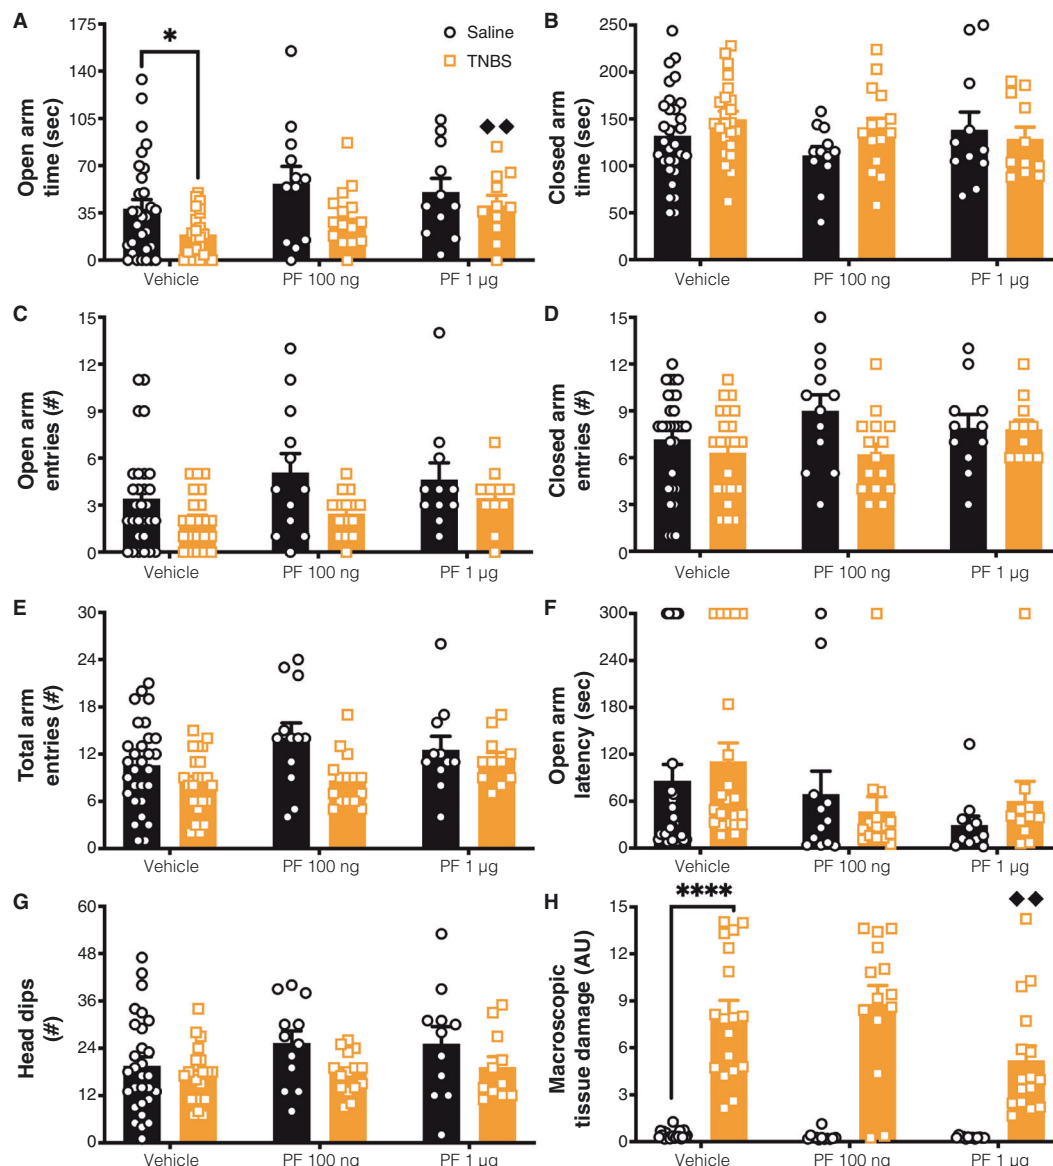 A
Open arm
time (sec)
175
140
105
70
35
0
*
Saline
TNBS
◆◆
Vehicle
PF 100 ng
PF 1 µg
B
Closed arm
time (sec)
250
200
150
100
50
0
Vehicle
PF 100 ng
PF 1 µg
C
Open arm
entries (#)
15
12
9
6
3
0
Vehicle
PF 100 ng
PF 1 µg
D
Closed arm
entries (#)
15
12
9
6
3
0
Vehicle
PF 100 ng
PF 1 µg
E
Total arm
entries (#)
30
24
18
12
6
0
Vehicle
PF 100 ng
PF 1 µg
F
Open arm
latency (sec)
300
240
120
60
0
Vehicle
PF 100 ng
PF 1 µg
G
Head dips
(#)
60
48
36
24
12
0
Vehicle
PF 100 ng
PF 1 µg
H
Macroscopic
tissue damage (AU)
15
12
9
6
3
0
****
◆◆
Vehicle
PF 100 ng
PF 1 µg